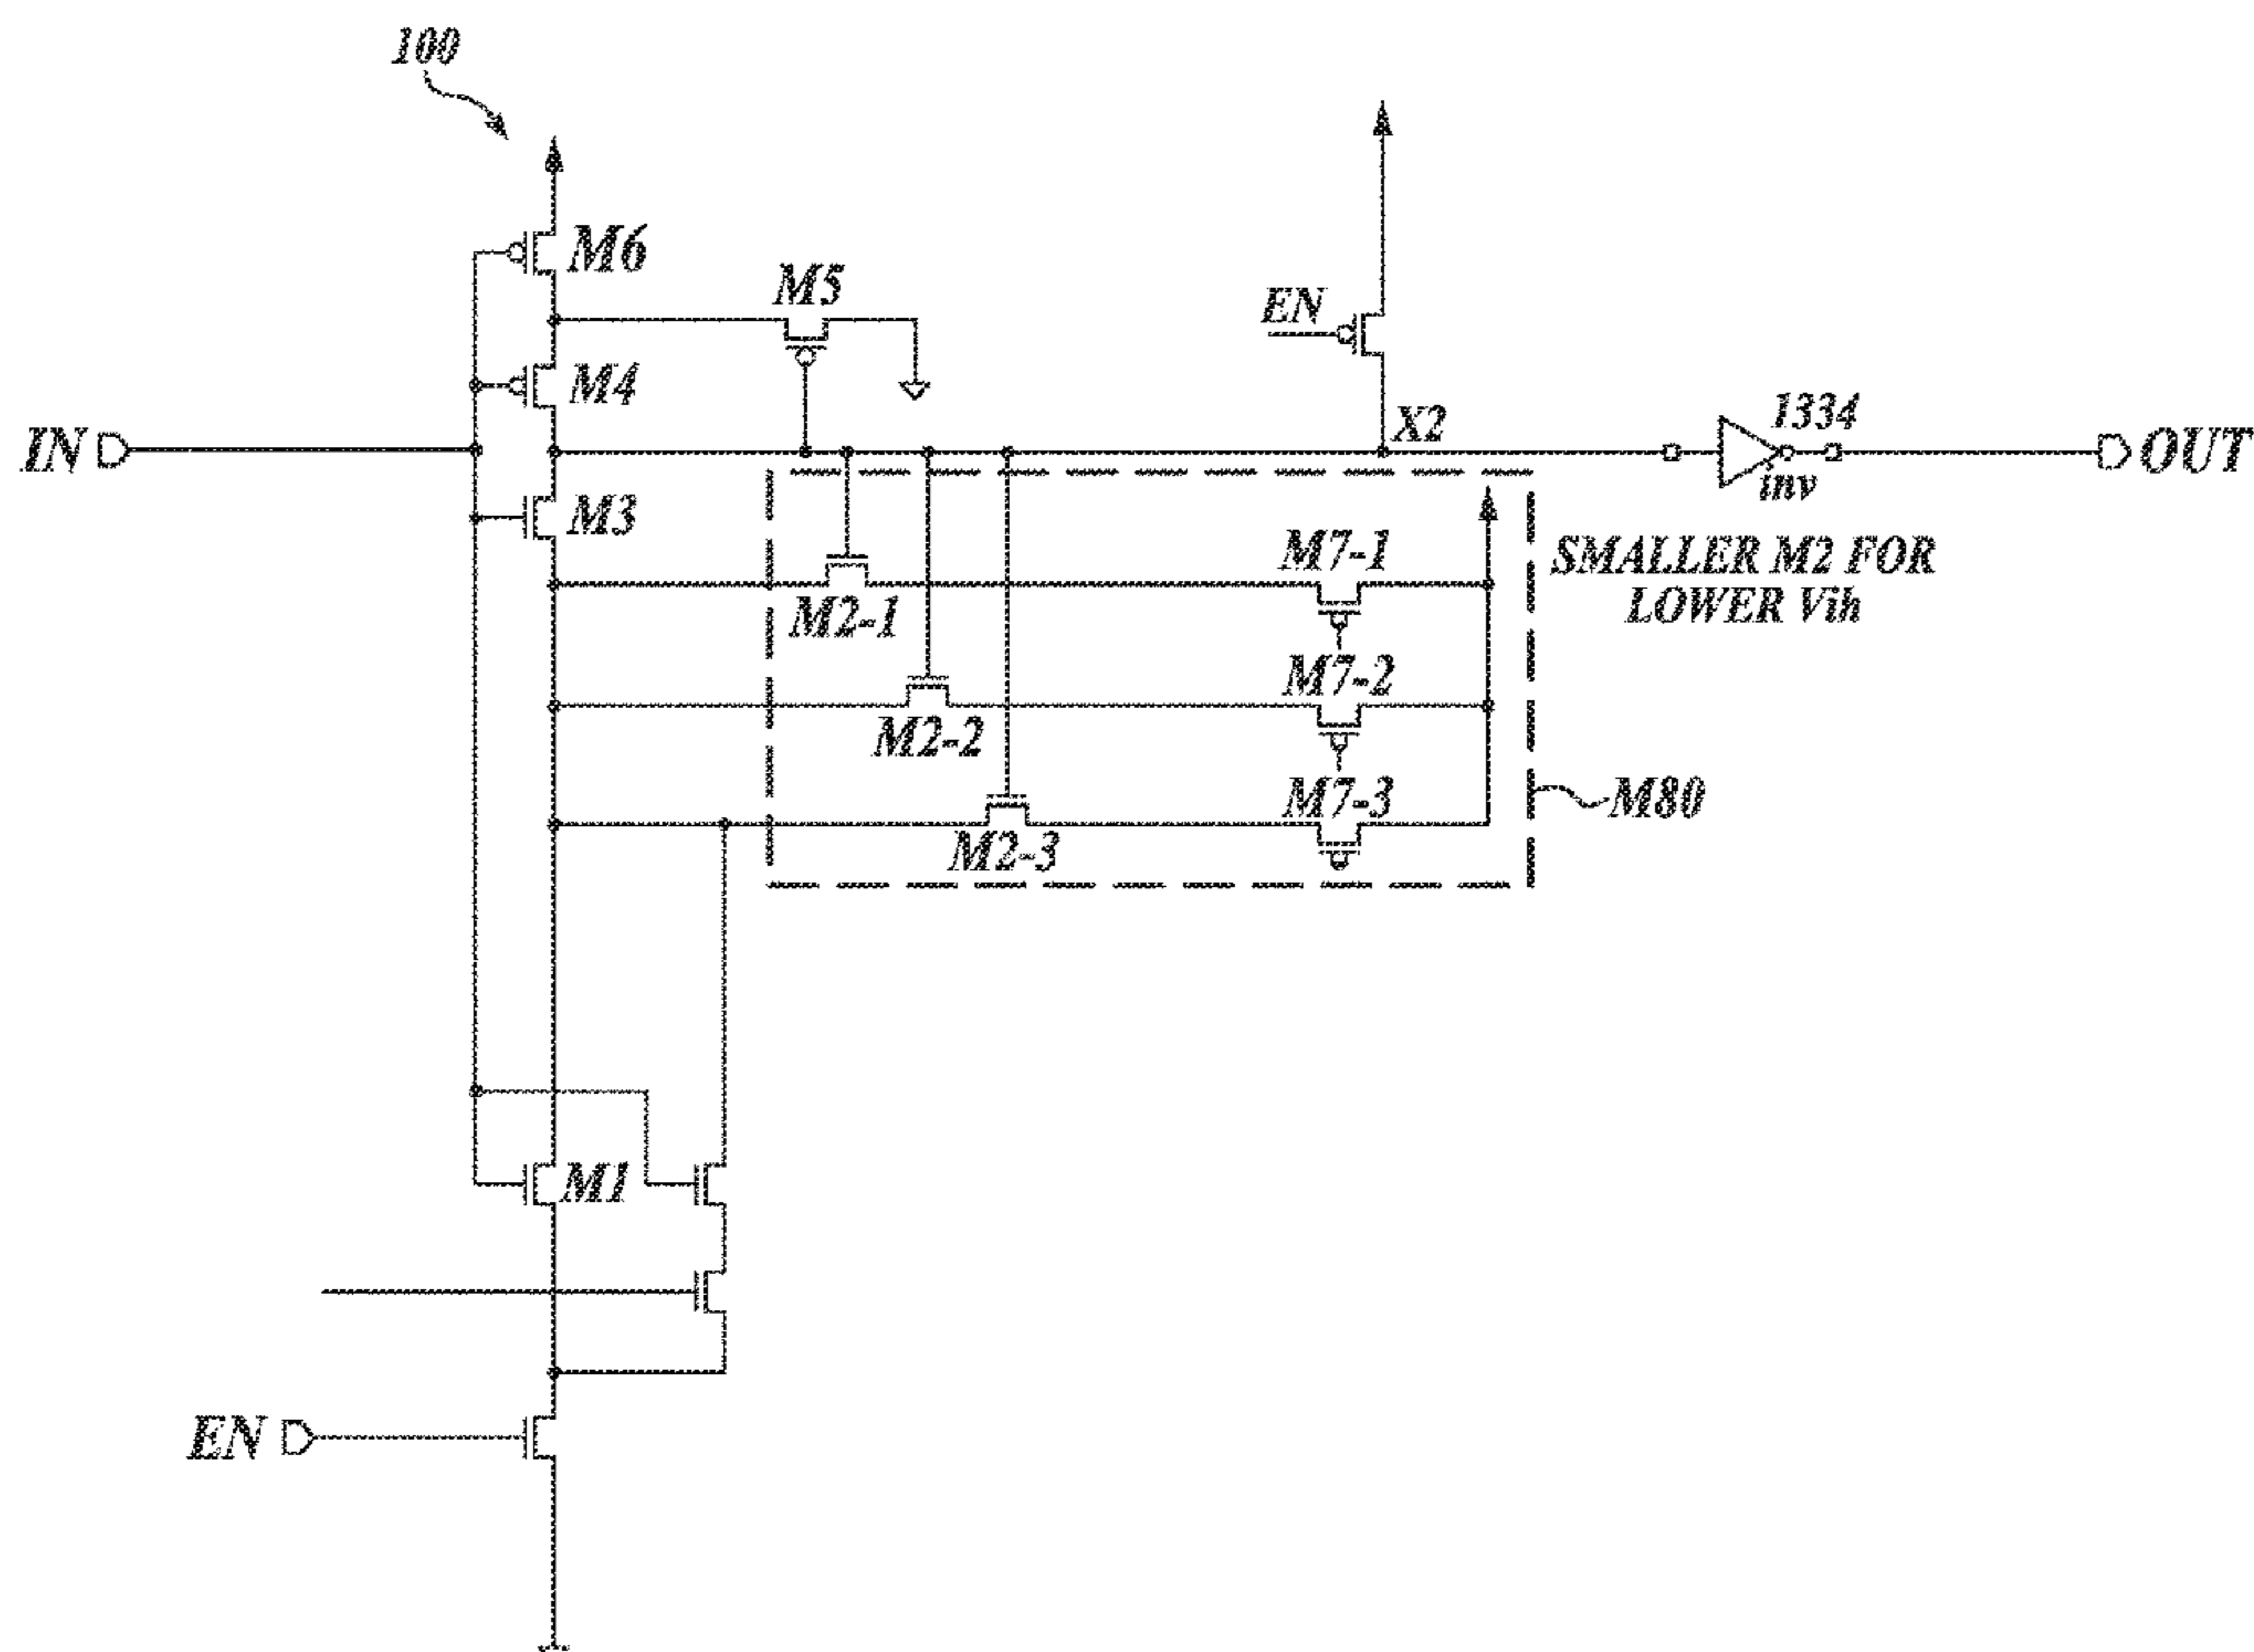 100
M6
M5
EN
M4
X2
1334
IN
OUT
inv
M3
M7-1
SMALLER M2 FOR
LOWER Vih
M2-1
M7-2
M2-2
M7-3
M80
M2-3
M1
EN